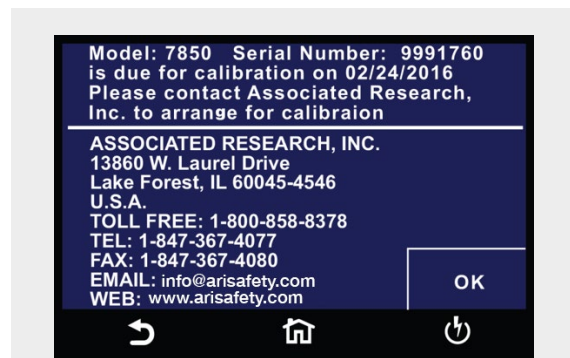 Model: 7850 Serial Number: 9991760
is due for calibration on 02/24/2016
Please contact Associated Research,
Inc. to arrange for calibraion
ASSOCIATED RESEARCH, INC.
13860 W. Laurel Drive
Lake Forest, IL 60045-4546
U.S.A.
TOLL FREE: 1-800-858-8378
TEL: 1-847-367-4077
FAX: 1-847-367-4080
EMAIL: info@arisafety.com
WEB: www.arisafety.com
OK